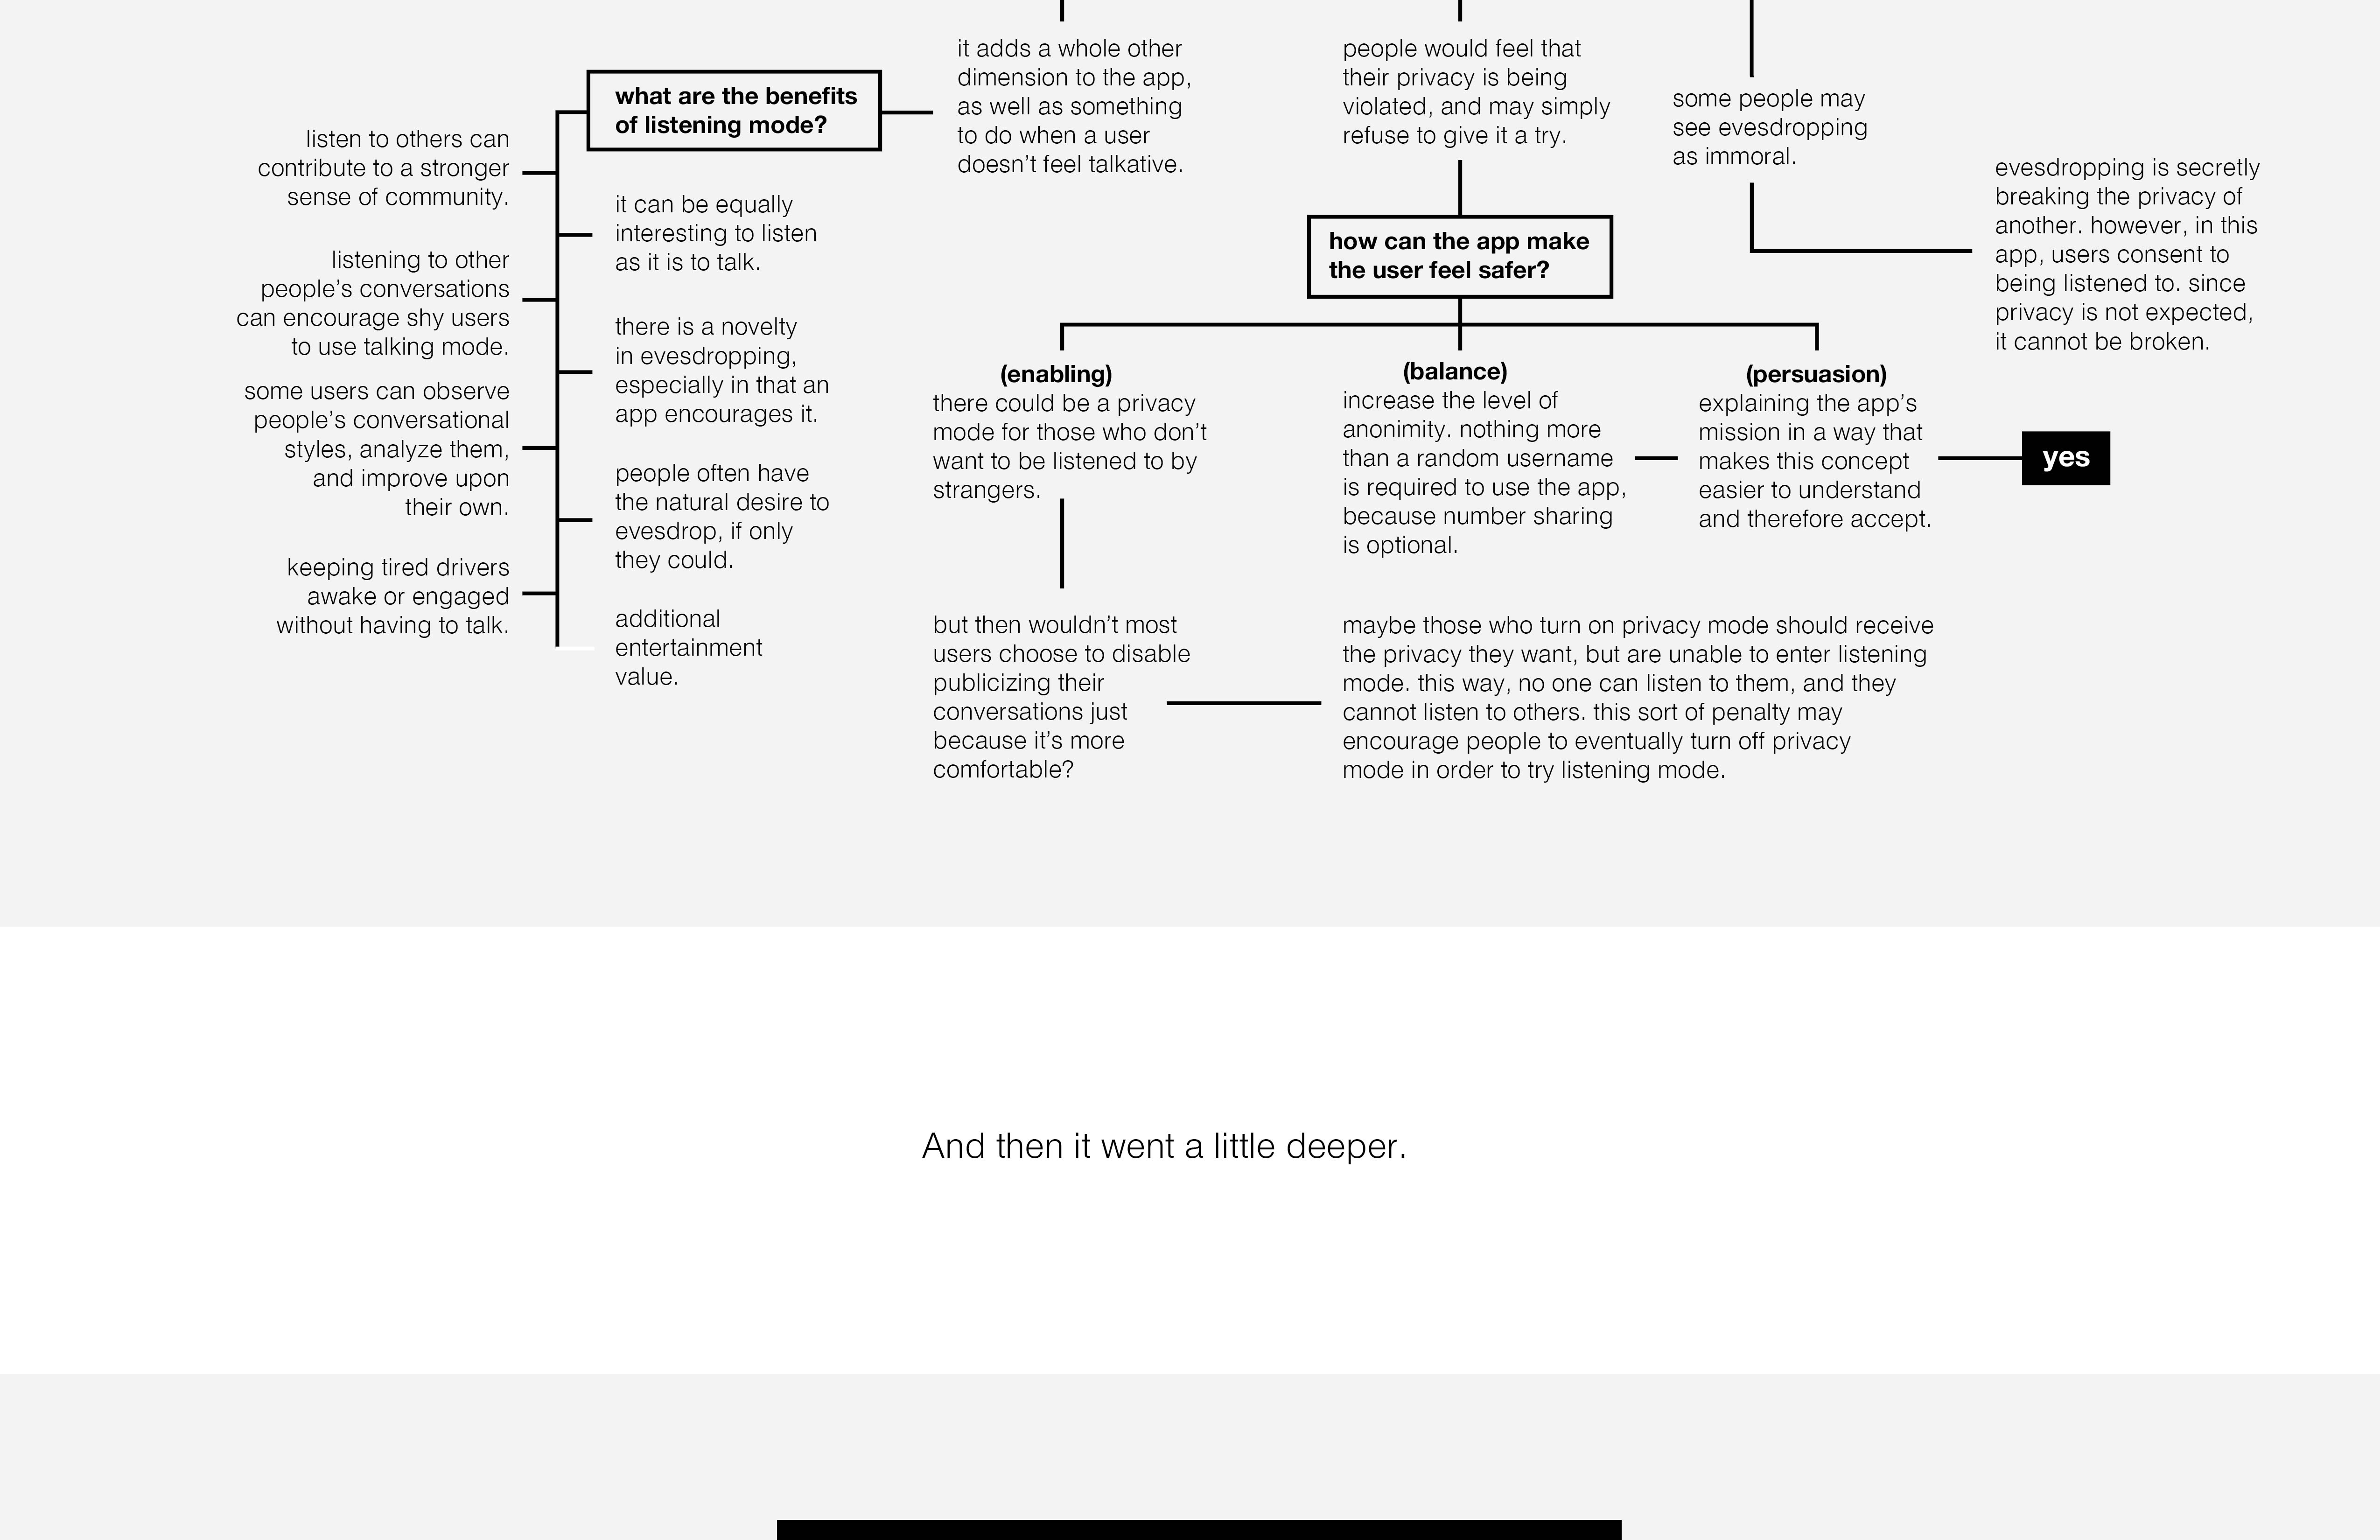 it adds a whole other
dimension to the app,
as well as something
to do when a user
doesn't feel talkative.
people would feel that
their privacy is being
violated, and may simply
refuse to give it a try.
some people may
see evesdropping
as immoral.
evesdropping is secretly
breaking the privacy of
another. however, in this
app, users consent to
being listened to. since
privacy is not expected,
it cannot be broken.
what are the benefits
of listening mode?
listen to others can
contribute to a stronger
sense of community.
listening to other
people's conversations
can encourage shy users
to use talking mode.
some users can observe
people's conversational
styles, analyze them,
and improve upon
their own.
keeping tired drivers
awake or engaged
without having to talk.
it can be equally
interesting to listen
as it is to talk.
there is a novelty
in evesdropping,
especially in that an
app encourages it.
people often have
the natural desire to
evesdrop, if only
they could.
additional
entertainment
value.
how can the app make
the user feel safer?
(enabling)
there could be a privacy
mode for those who don't
want to be listened to by
strangers.
(balance)
increase the level of
anonimity. nothing more
than a random username
is required to use the app,
because number sharing
is optional.
(persuasion)
explaining the app's
mission in a way that
makes this concept
easier to understand
and therefore accept.
yes
but then wouldn't most
users choose to disable
publicizing their
conversations just
because it's more
comfortable?
maybe those who turn on privacy mode should receive
the privacy they want, but are unable to enter listening
mode. this way, no one can listen to them, and they
cannot listen to others. this sort of penalty may
encourage people to eventually turn off privacy
mode in order to try listening mode.
And then it went a little deeper.